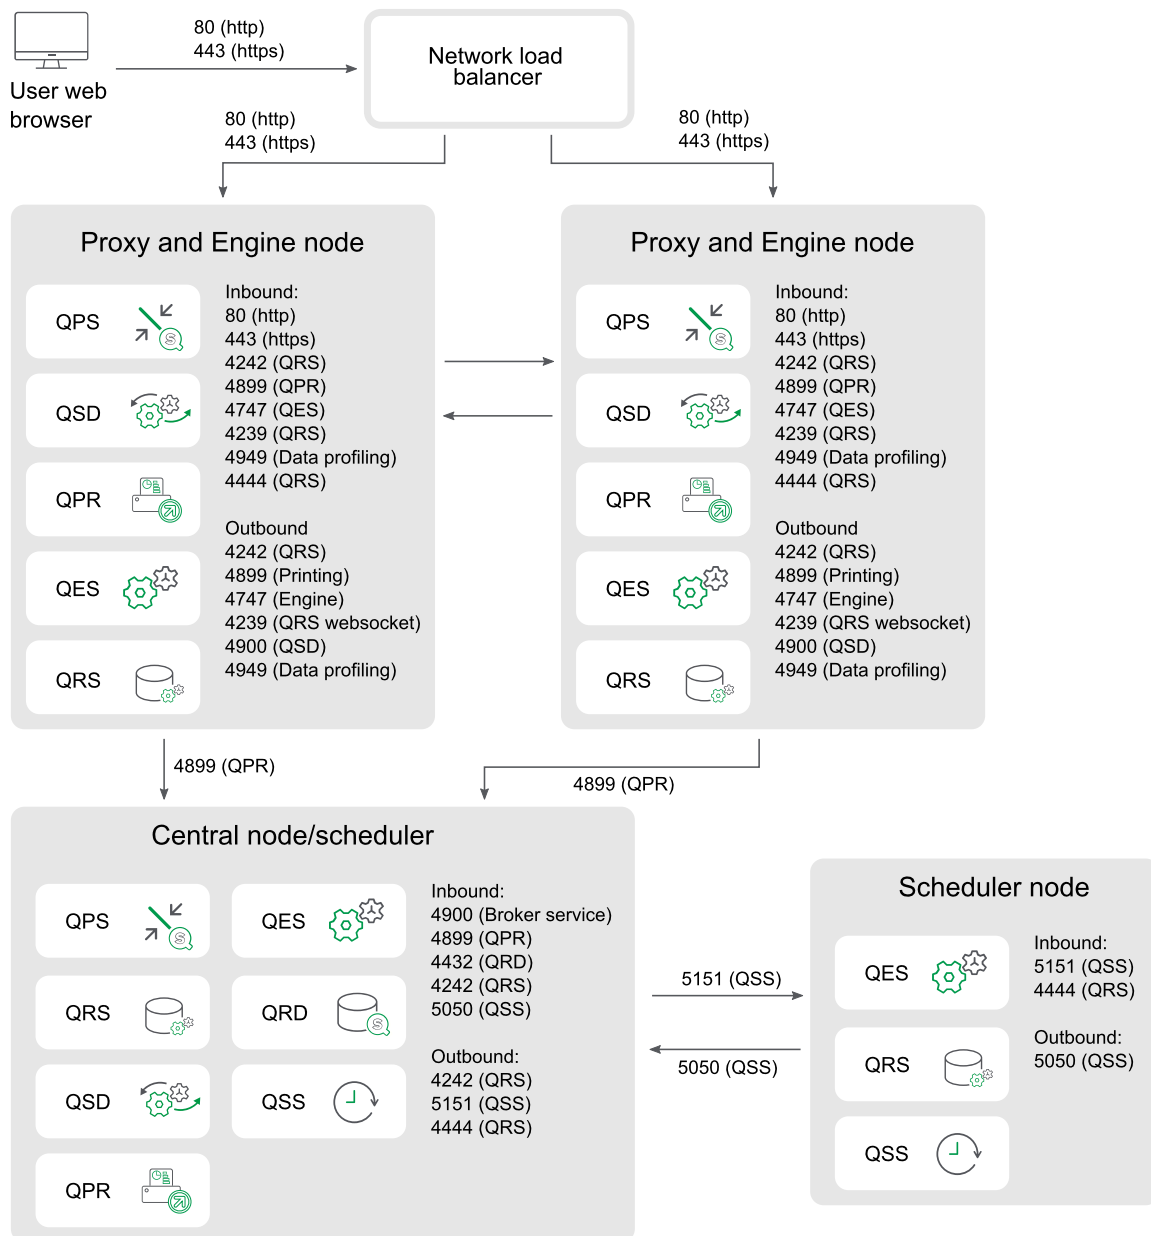 80 (http)
443 (https)
User web
browser
Network load
balancer
80 (http)
443 (https)
80 (http)
443 (https)
Proxy and Engine node
QPS
QSD
QPR
QES
QRS
Inbound:
80 (http)
443 (https)
4242 (QRS)
4899 (QPR)
4747 (QES)
4239 (QRS)
4949 (Data profiling)
4444 (QRS)
Outbound
4242 (QRS)
4899 (Printing)
4747 (Engine)
4239 (QRS websocket)
4900 (QSD)
4949 (Data profiling)
Proxy and Engine node
QPS
QSD
QPR
QES
QRS
Inbound:
80 (http)
443 (https)
4242 (QRS)
4899 (QPR)
4747 (QES)
4239 (QRS)
4949 (Data profiling)
4444 (QRS)
Outbound
4242 (QRS)
4899 (Printing)
4747 (Engine)
4239 (QRS websocket)
4900 (QSD)
4949 (Data profiling)
4899 (QPR)
4899 (QPR)
Central node/scheduler
QPS
QRS
QSD
QPR
QES
QRD
QSS
Inbound:
4900 (Broker service)
4899 (QPR)
4432 (QRD)
4242 (QRS)
5050 (QSS)
Outbound:
4242 (QRS)
5151 (QSS)
4444 (QRS)
5151 (QSS)
5050 (QSS)
Scheduler node
QES
QRS
QSS
Inbound:
5151 (QSS)
4444 (QRS)
Outbound:
5050 (QSS)